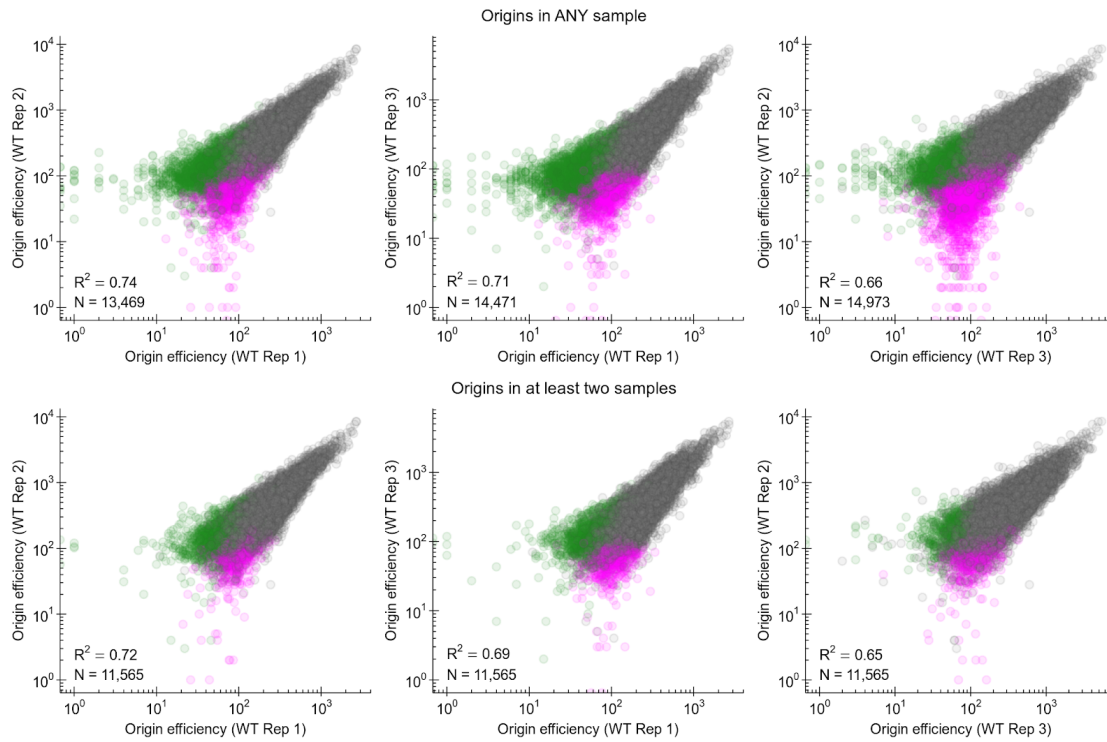 Origins in ANY sample
Origin efficiency (WT Rep 2)
10^4
10^3
10^2
10^1
10^0
R^2 = 0.74
N = 13,469
10^0 10^1 10^2 10^3
Origin efficiency (WT Rep 1)
Origin efficiency (WT Rep 3)
10^3
10^2
10^1
10^0
R^2 = 0.71
N = 14,471
10^0 10^1 10^2 10^3
Origin efficiency (WT Rep 1)
Origin efficiency (WT Rep 2)
10^4
10^3
10^2
10^1
10^0
R^2 = 0.66
N = 14,973
10^0 10^1 10^2 10^3
Origin efficiency (WT Rep 3)
Origins in at least two samples
Origin efficiency (WT Rep 2)
10^4
10^3
10^2
10^1
10^0
R^2 = 0.72
N = 11,565
10^0 10^1 10^2 10^3
Origin efficiency (WT Rep 1)
Origin efficiency (WT Rep 3)
10^3
10^2
10^1
10^0
R^2 = 0.69
N = 11,565
10^0 10^1 10^2 10^3
Origin efficiency (WT Rep 1)
Origin efficiency (WT Rep 2)
10^4
10^3
10^2
10^1
10^0
R^2 = 0.65
N = 11,565
10^0 10^1 10^2 10^3
Origin efficiency (WT Rep 3)